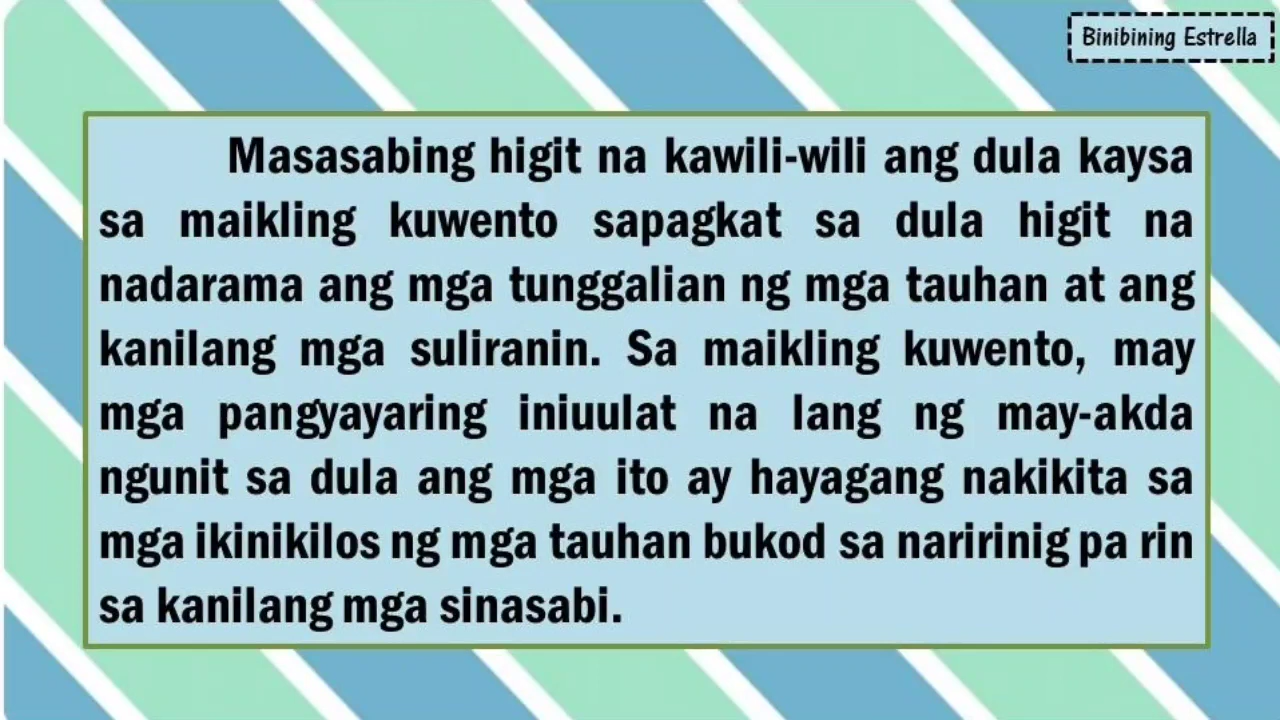 Binibining Estrella
Masasabing higit na kawili-wili ang dula kaysa
sa maikling kuwento sapagkat sa dula higit na
nadarama ang mga tunggalian ng mga tauhan at ang
kanilang mga suliranin. Sa maikling kuwento, may
mga pangyayaring iniuulat na lang ng may-akda
ngunit sa dula ang mga ito ay hayagang nakikita sa
mga ikinikilos ng mga tauhan bukod sa naririnig pa rin
sa kanilang mga sinasabi.